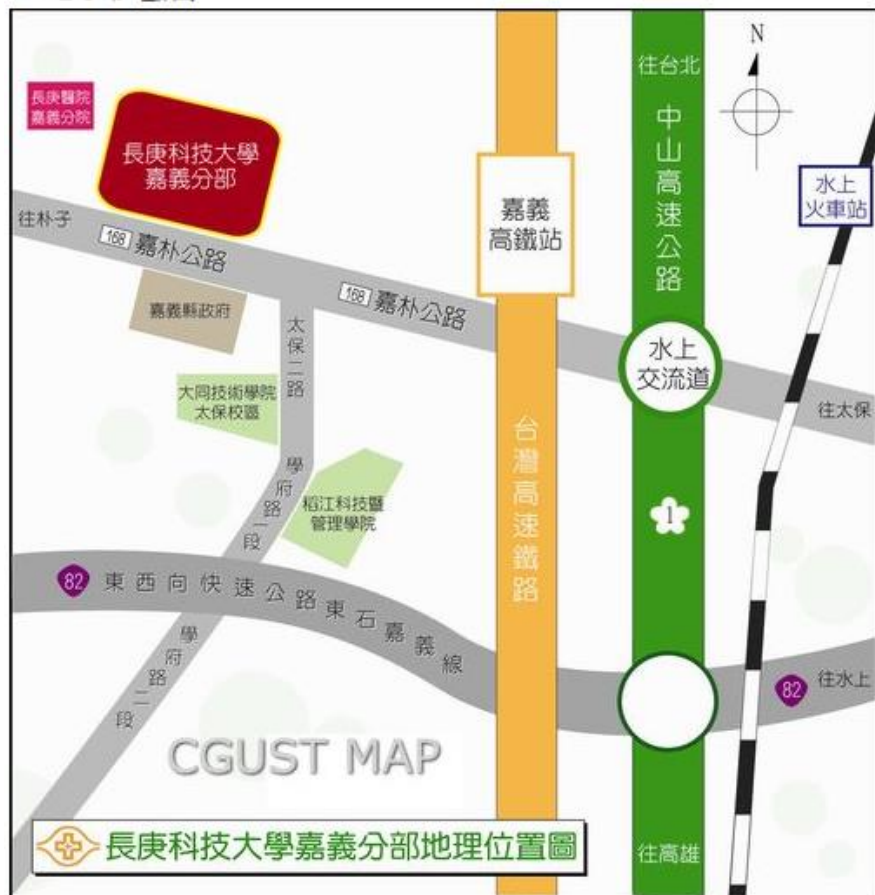 往台北
N
長庚醫院
嘉義分院
長庚科技大學
嘉義分部
中山高速公路
水上
火車站
嘉義
高鐵站
往朴子
168 嘉朴公路
168 嘉朴公路
嘉義縣政府
太保二路
水上
交流道
大同技術學院
太保校區
往太保
台灣高速鐵路
學府路一段
稻江科技暨
管理學院
1
82 東西向快速公路東石嘉義線
學府路二段
82 往水上
CGUST MAP
長庚科技大學嘉義分部地理位置圖
往高雄